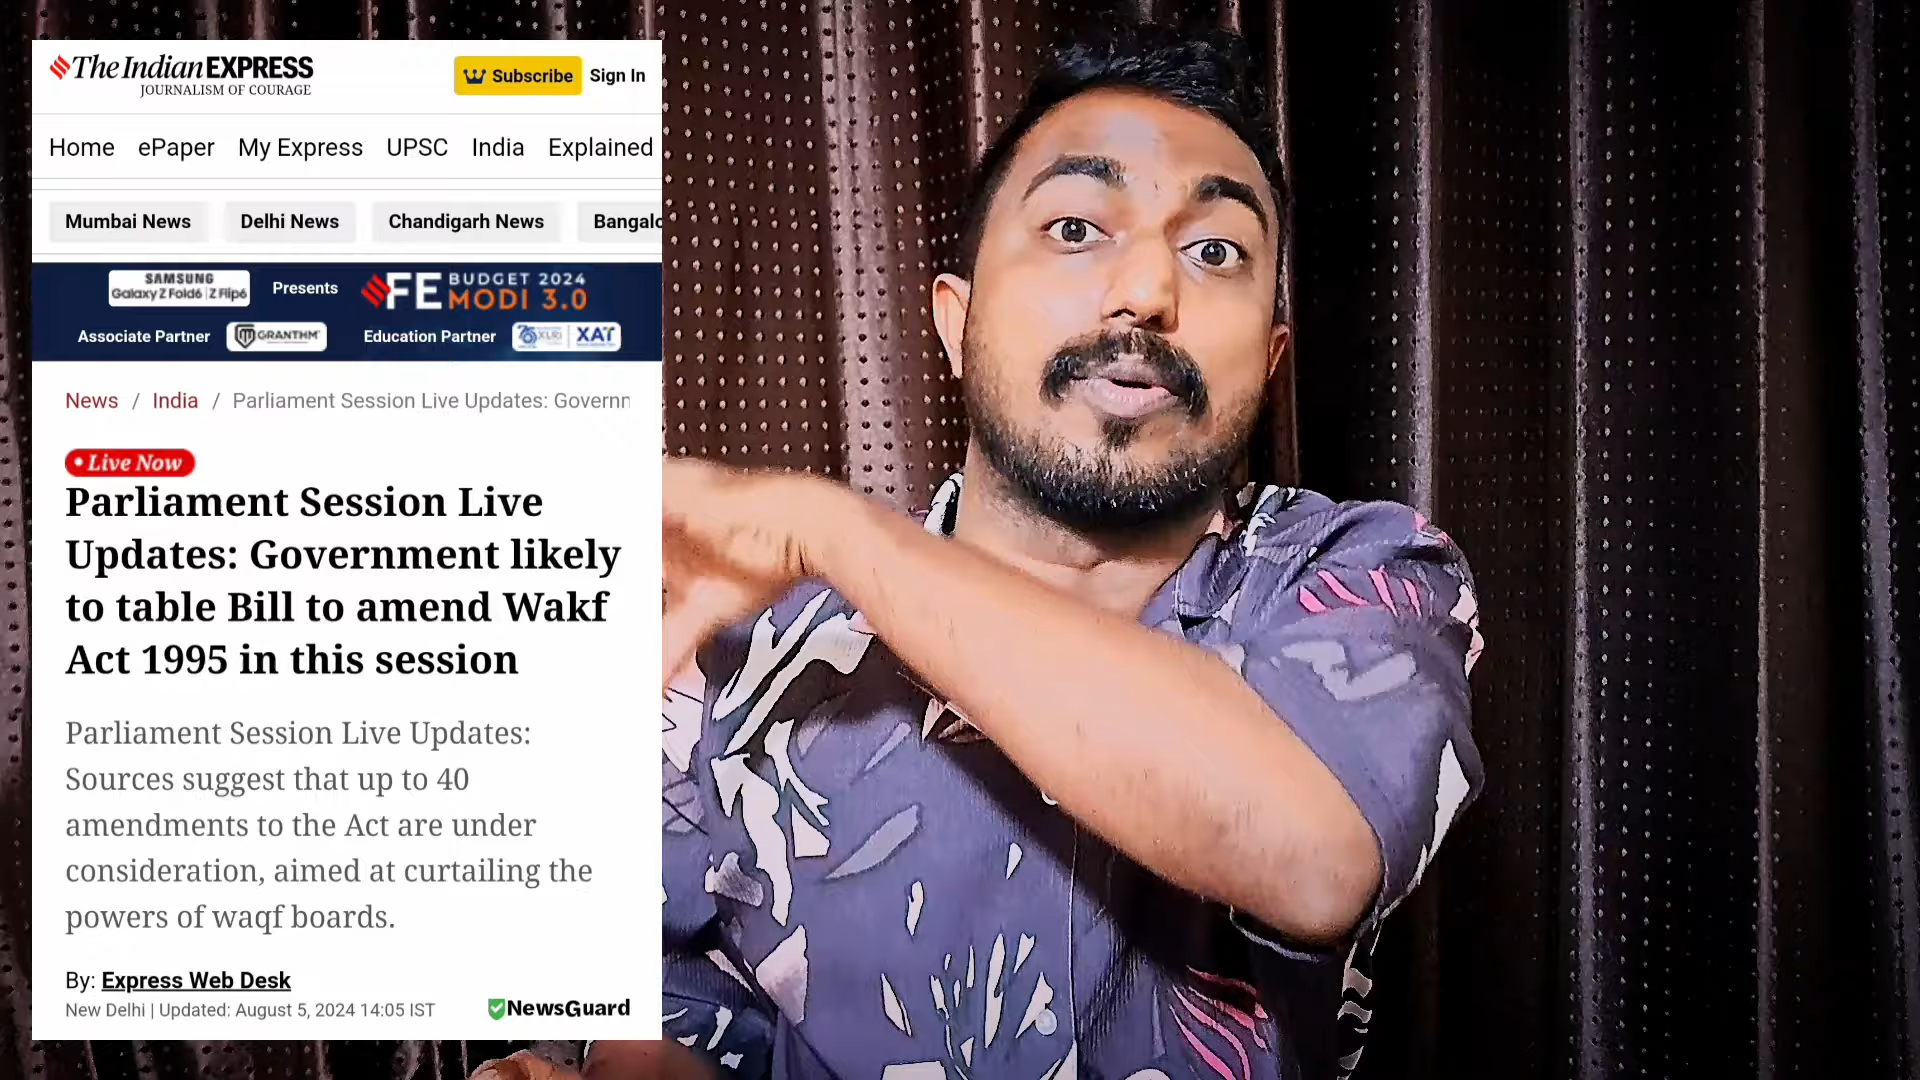 The Indian EXPRESS
JOURNALISM OF COURAGE
Subscribe Sign In
Home ePaper My Express UPSC India Explained
Mumbai News Delhi News Chandigarh News Bangalo
SAMSUNG
Galaxy Z Fold6 | Z Flip6
Presents
FE BUDGET 2024
MODI 3.0
Associate Partner GRANTHM Education Partner XLRI XAT
News / India / Parliament Session Live Updates: Governm
• Live Now
Parliament Session Live
Updates: Government likely
to table Bill to amend Wakf
Act 1995 in this session
Parliament Session Live Updates:
Sources suggest that up to 40
amendments to the Act are under
consideration, aimed at curtailing the
powers of waqf boards.
By: Express Web Desk
New Delhi | Updated: August 5, 2024 14:05 IST
NewsGuard